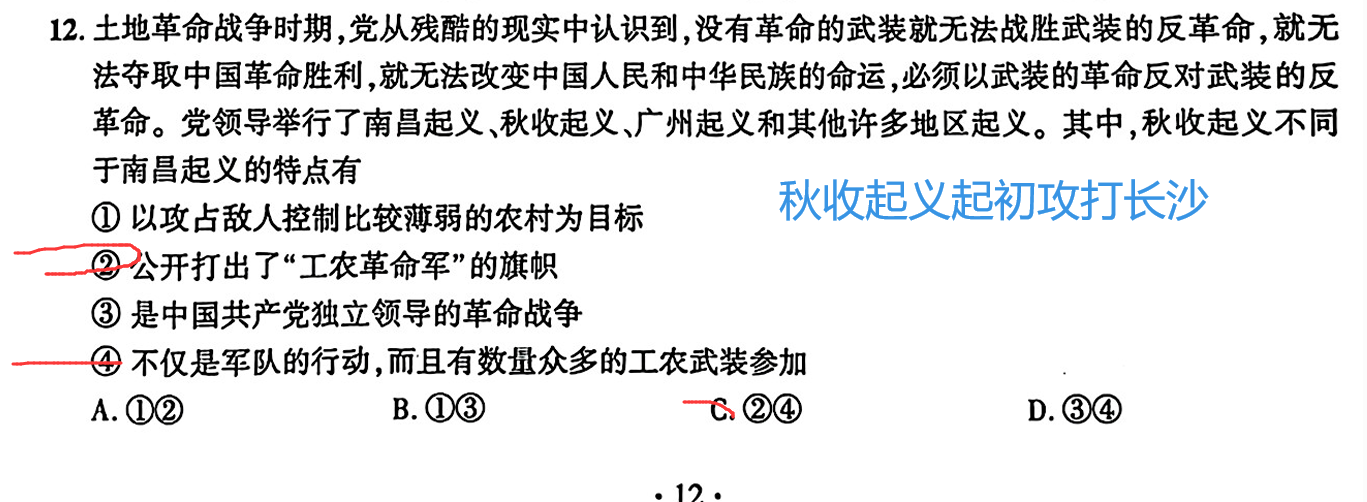 12. 土地革命战争时期,党从残酷的现实中认识到,没有革命的武装就无法战胜武装的反革命,就无
法夺取中国革命胜利,就无法改变中国人民和中华民族的命运,必须以武装的革命反对武装的反
革命。党领导举行了南昌起义、秋收起义、广州起义和其他许多地区起义。其中,秋收起义不同
于南昌起义的特点有
秋收起义起初攻打长沙
① 以攻占敌人控制比较薄弱的农村为目标
② 公开打出了“工农革命军”的旗帜
③ 是中国共产党独立领导的革命战争
④ 不仅是军队的行动,而且有数量众多的工农武装参加
A. ①② B. ①③ C. ②④ D. ③④
· 12 ·